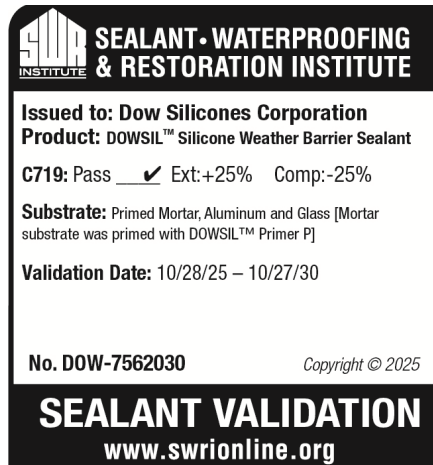 SWR
INSTITUTE
SEALANT • WATERPROOFING
& RESTORATION INSTITUTE
Issued to: Dow Silicones Corporation
Product: DOWSIL™ Silicone Weather Barrier Sealant
C719: Pass ____✔ Ext:+25% Comp:-25%
Substrate: Primed Mortar, Aluminum and Glass [Mortar
substrate was primed with DOWSIL™ Primer P]
Validation Date: 10/28/25 – 10/27/30
No. DOW-7562030
Copyright © 2025
SEALANT VALIDATION
www.swrionline.org